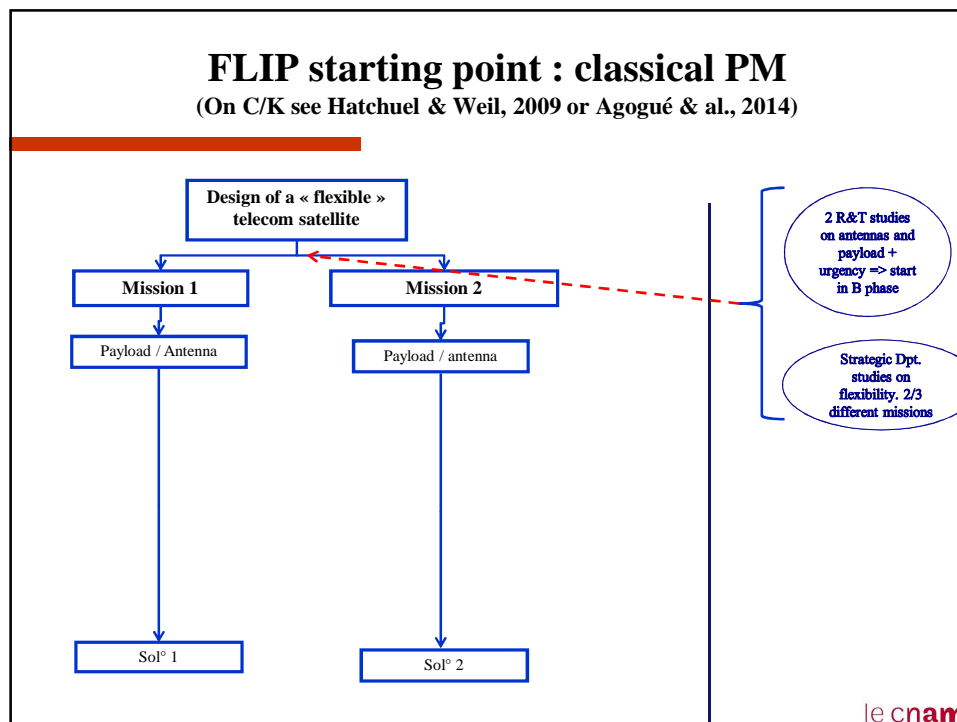 FLIP starting point : classical PM
(On C/K see Hatchuel & Weil, 2009 or Agogué & al., 2014)
Design of a « flexible »
telecom satellite
Mission 1
Mission 2
Payload / Antenna
Payload / antenna
Sol° 1
Sol° 2
2 R&T studies
on antennas and
payload +
urgency => start
in B phase
Strategic Dpt.
studies on
flexibility. 2/3
different missions
le cnam